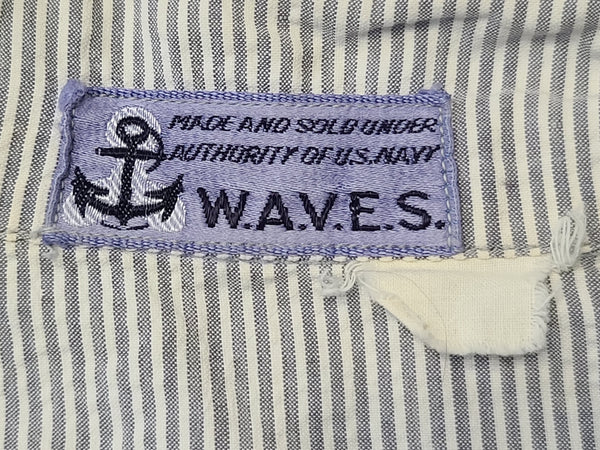 MADE AND SOLD UNDER
AUTHORITY OF U.S. NAVY
W.A.V.E.S.